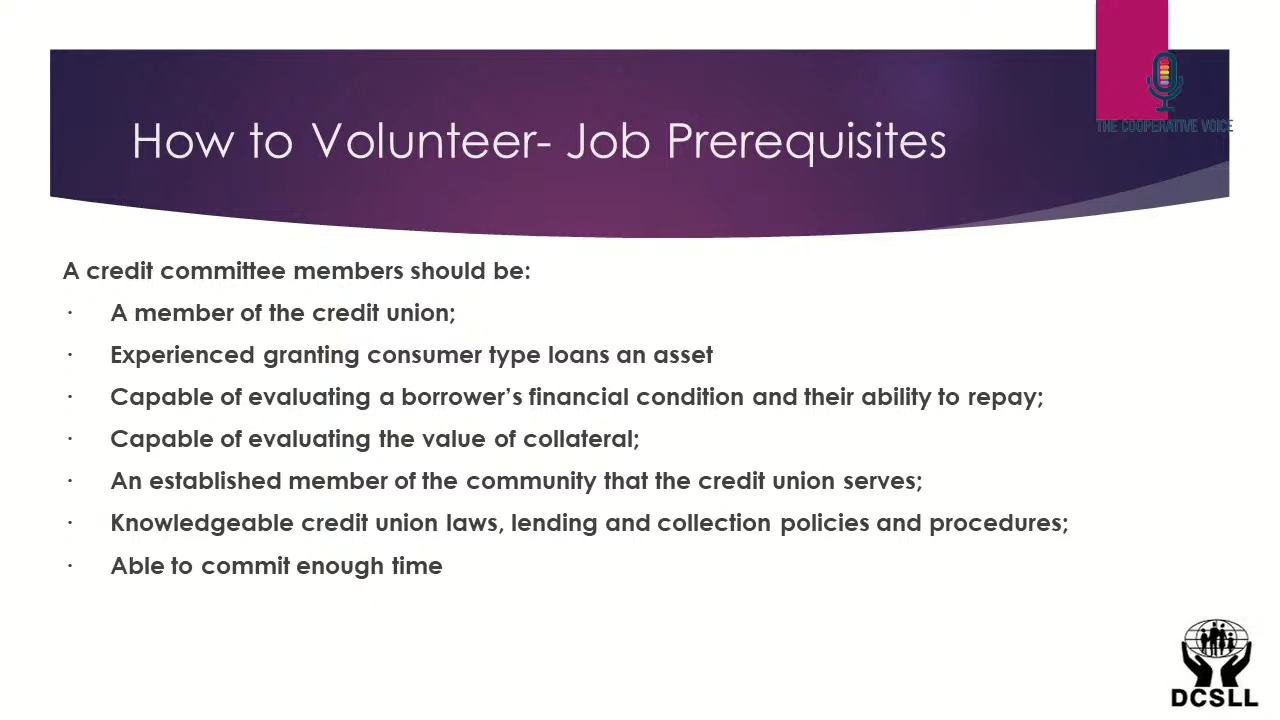 THE COOPERATIVE VOICE
How to Volunteer- Job Prerequisites
A credit committee members should be:
· A member of the credit union;
· Experienced granting consumer type loans an asset
· Capable of evaluating a borrower’s financial condition and their ability to repay;
· Capable of evaluating the value of collateral;
· An established member of the community that the credit union serves;
· Knowledgeable credit union laws, lending and collection policies and procedures;
· Able to commit enough time
DCSLL